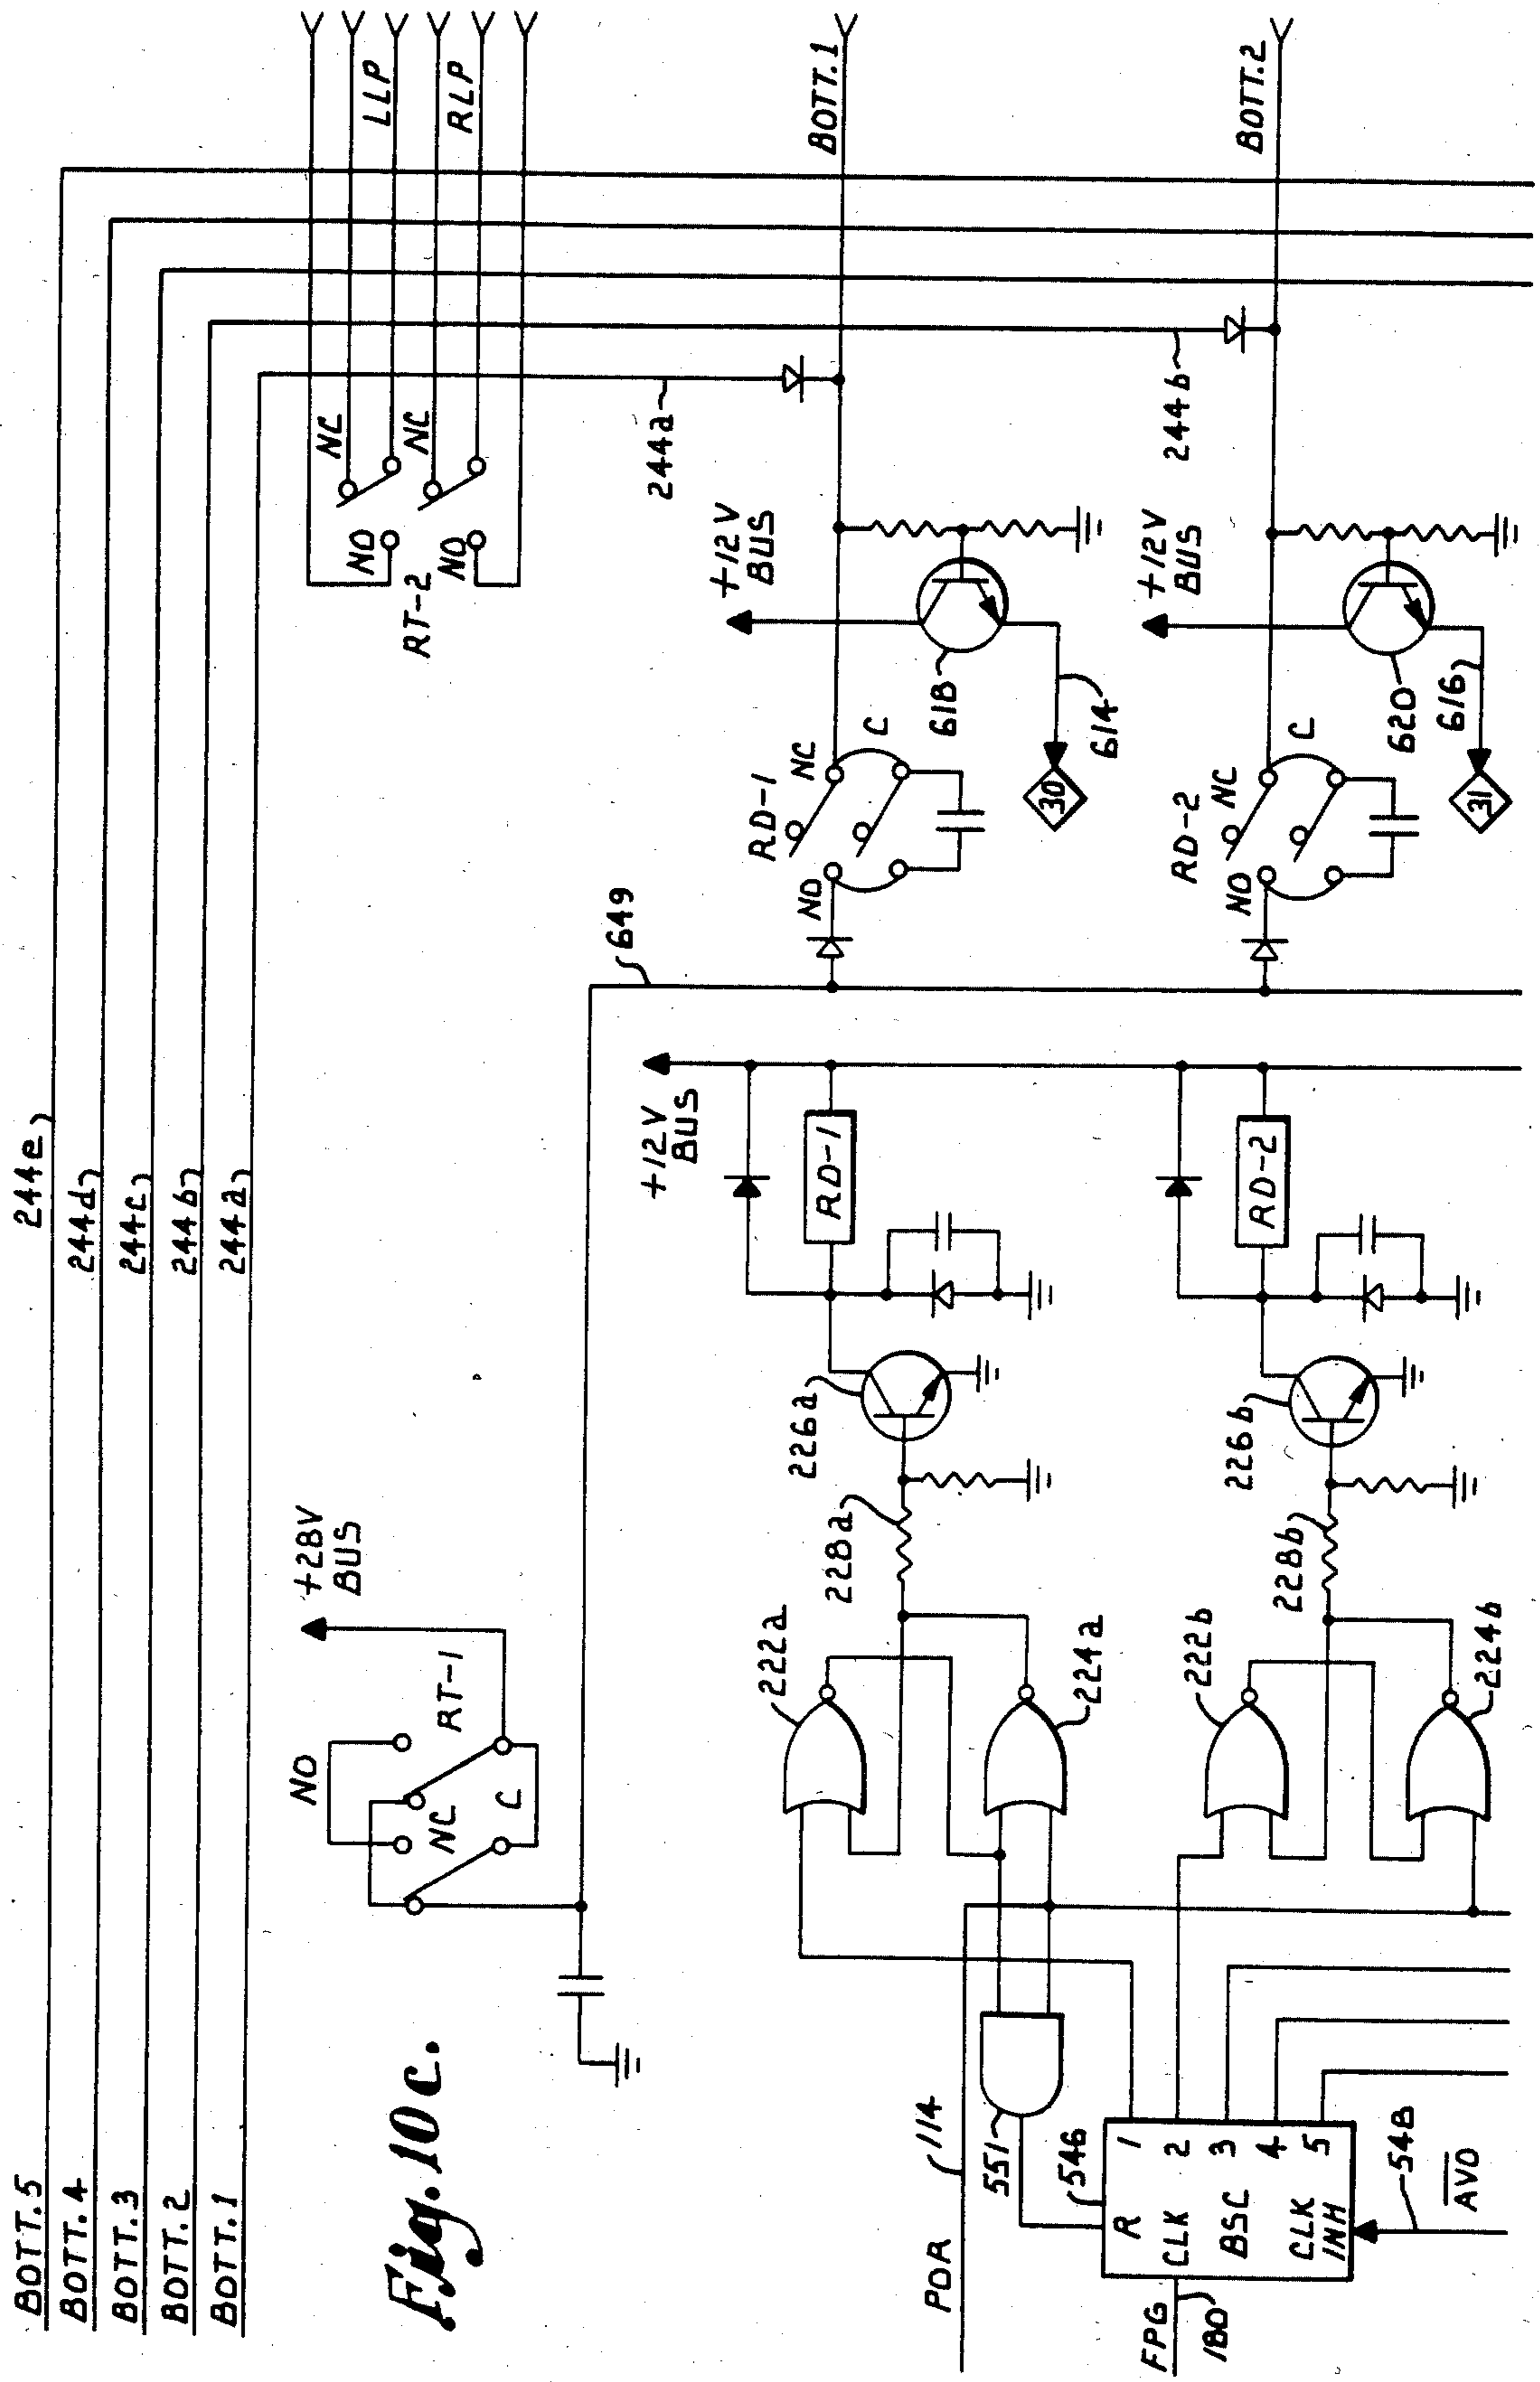 BOTT.5
244e
BOTT.4
244d
BOTT.3
244c
BOTT.2
244b
BOTT.1
244a
Fig. 10c.
NO
NC
C
RT-1
+28V
BUS
649
RT-2
NO
NC
NO
NC
LLP
RLP
+12V
BUS
RD-1
226a
228a
222a
224a
PDR
114
551
546
R
CLK
BSC
CLK
INH
1
2
3
4
5
FPG
180
548
AVO
222b
224b
228b
226b
RD-2
RD-1
NO
NC
C
+12V
BUS
618
614
30
244a
BOTT.1
RD-2
NO
NC
C
+12V
BUS
620
616
31
244b
BOTT.2